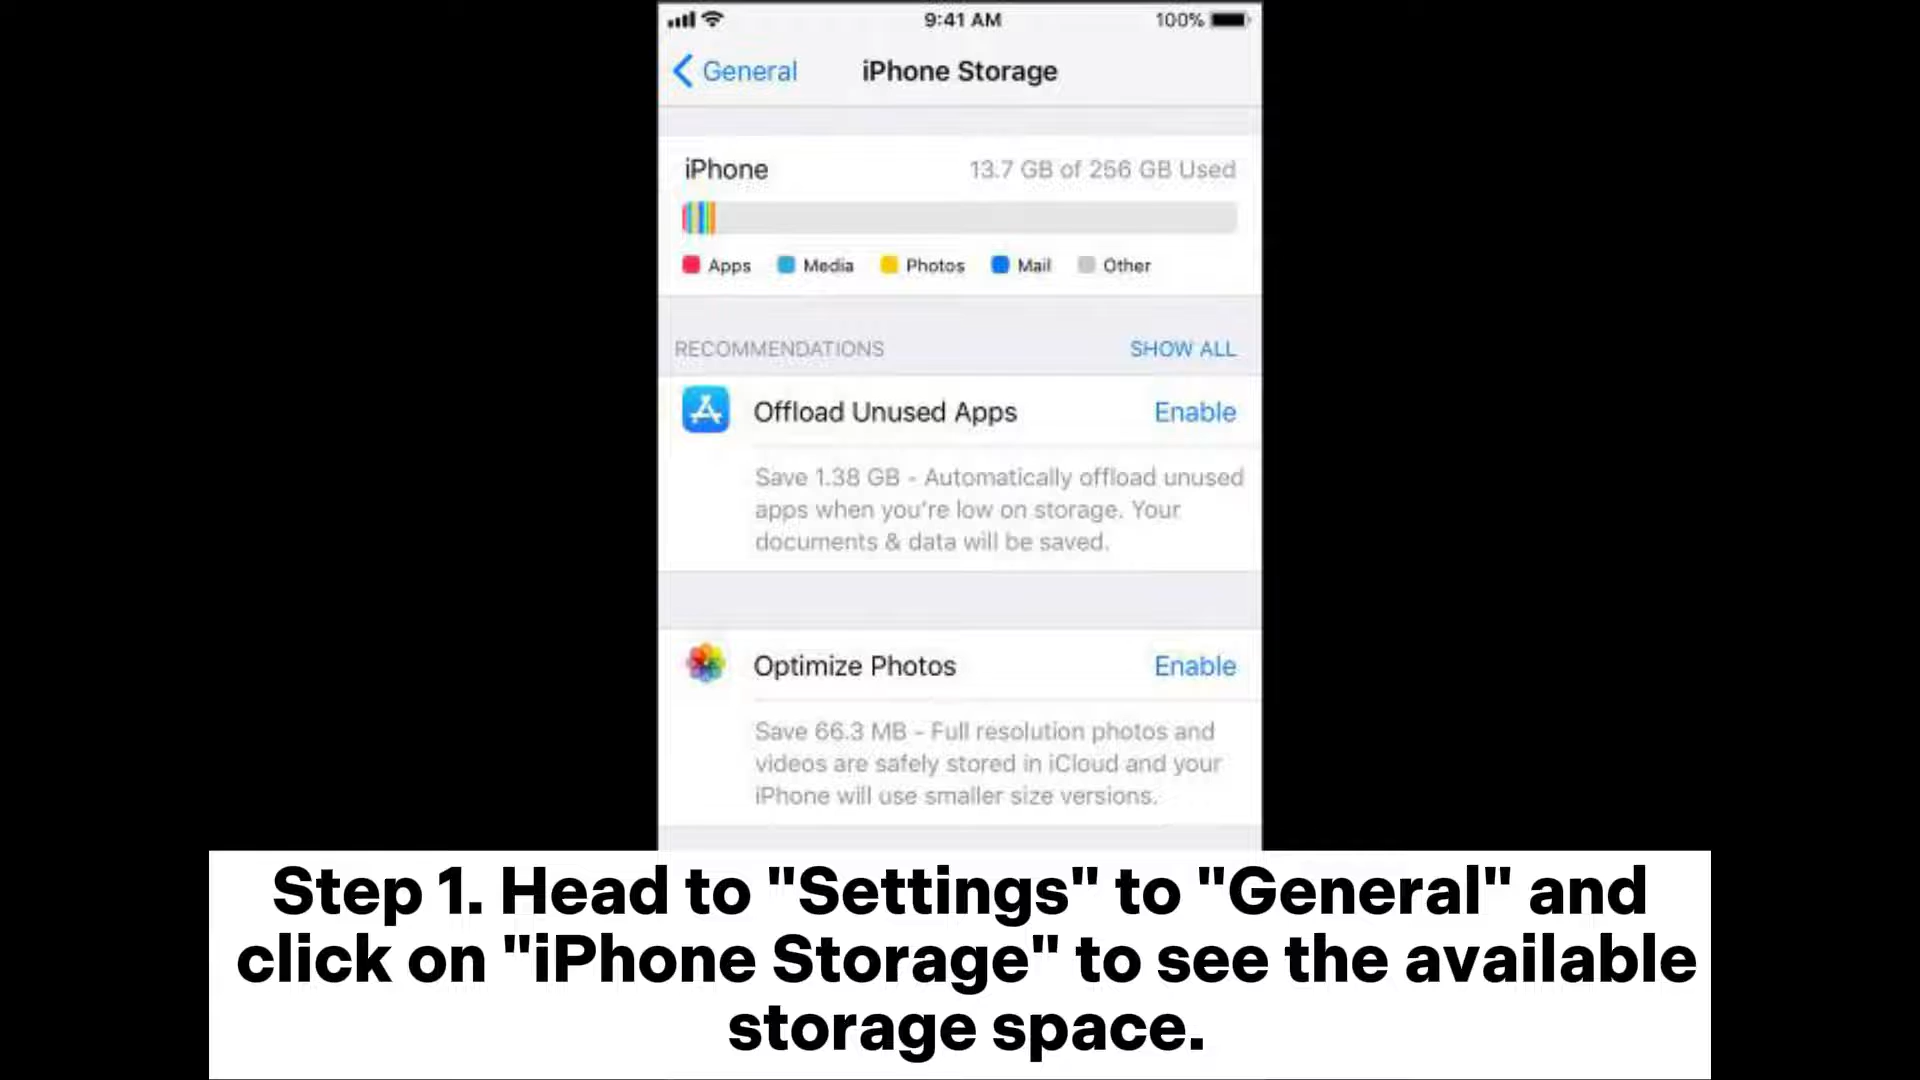 9:41 AM 100%
General iPhone Storage
iPhone 13.7 GB of 256 GB Used
Apps Media Photos Mail Other
RECOMMENDATIONS SHOW ALL
Offload Unused Apps Enable
Save 1.38 GB - Automatically offload unused
apps when you're low on storage. Your
documents & data will be saved.
Optimize Photos Enable
Save 66.3 MB - Full resolution photos and
videos are safely stored in iCloud and your
iPhone will use smaller size versions.
Step 1. Head to "Settings" to "General" and
click on "iPhone Storage" to see the available
storage space.